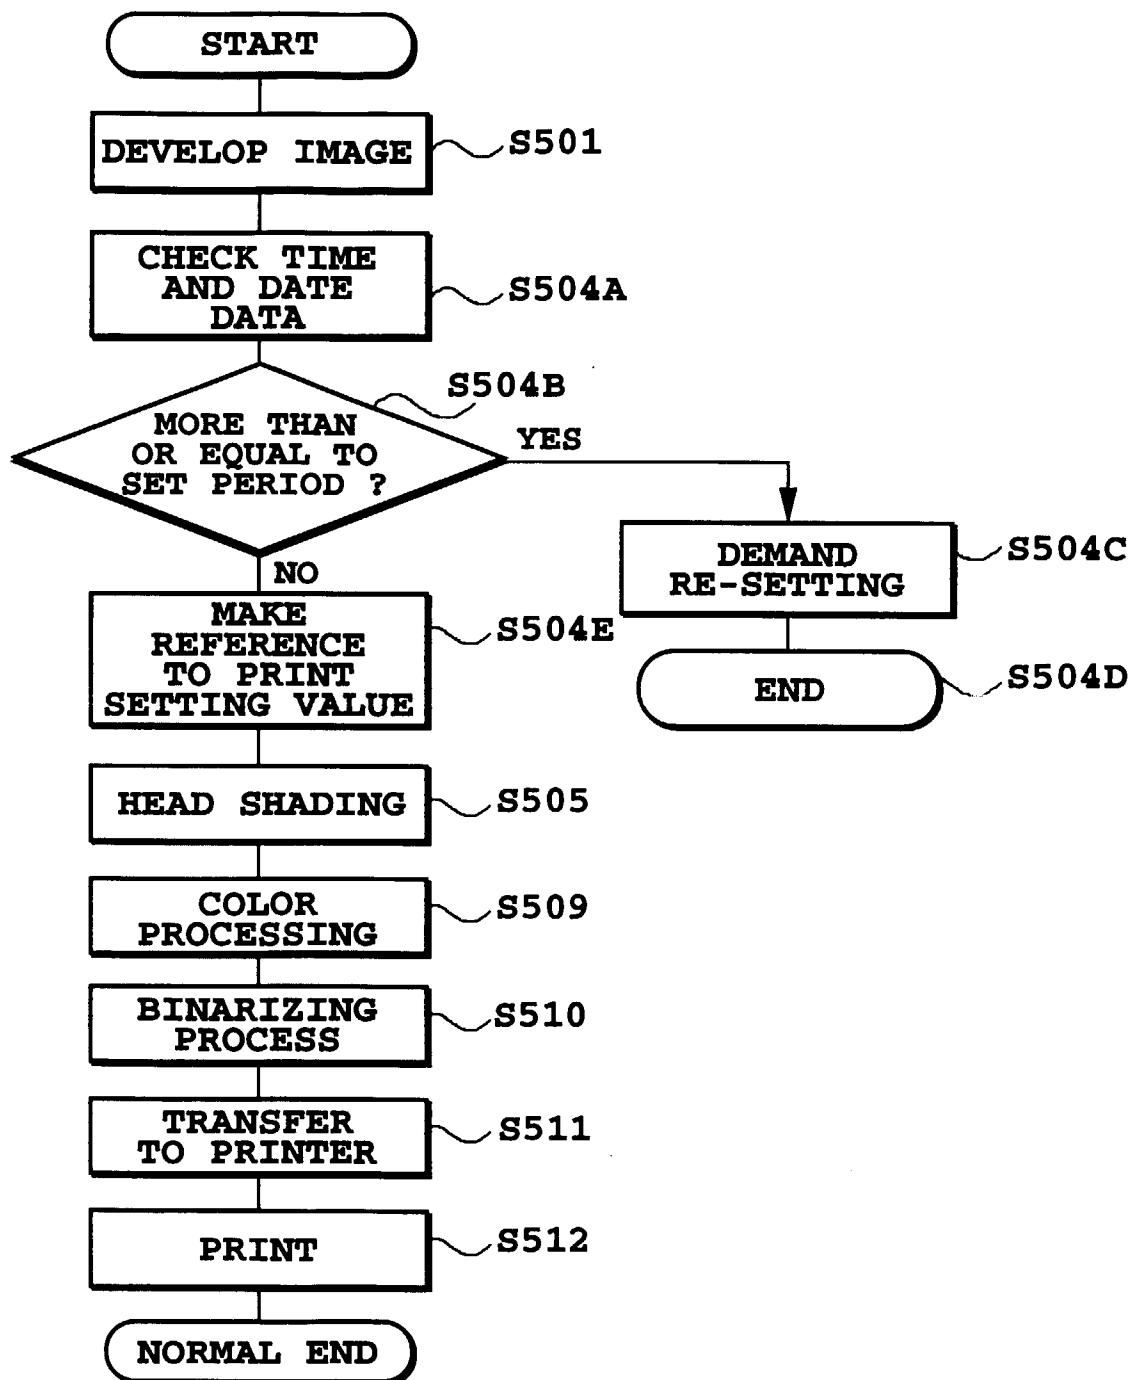 START
DEVELOP IMAGE
S501
CHECK TIME
AND DATE
DATA
S504A
S504B
MORE THAN
OR EQUAL TO
SET PERIOD ?
YES
DEMAND
RE-SETTING
S504C
END
S504D
NO
MAKE
REFERENCE
TO PRINT
SETTING VALUE
S504E
HEAD SHADING
S505
COLOR
PROCESSING
S509
BINARIZING
PROCESS
S510
TRANSFER
TO PRINTER
S511
PRINT
S512
NORMAL END